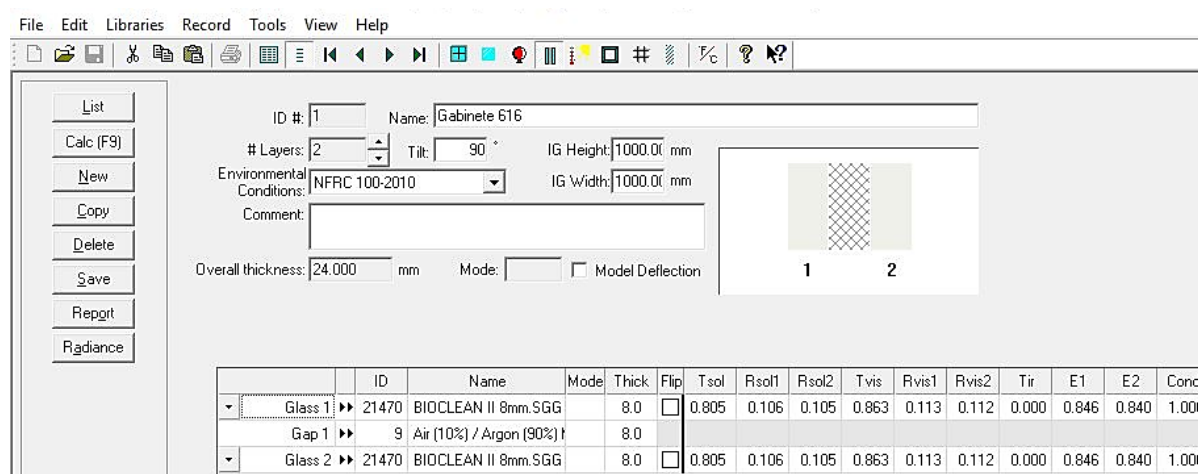 File Edit Libraries Record Tools View Help
List
Calc (F9)
New
Copy
Delete
Save
Report
Radiance
ID #: 1 Name: Gabinete 616
# Layers: 2 Tilt: 90 ° IG Height: 1000.0 mm
Environmental Conditions: NFRC 100-2010 IG Width: 1000.0 mm
Comment:
Overall thickness: 24.000 mm Mode: Model Deflection
1 2
ID Name Mode Thick Flip Tsol Rsol1 Rsol2 Tvis Rvis1 Rvis2 Tir E1 E2 Cond
Glass 1 21470 BIOCLEAN II 8mm.SGG 8.0 0.805 0.106 0.105 0.863 0.113 0.112 0.000 0.846 0.840 1.000
Gap 1 9 Air (10%) / Argon (90%) 8.0
Glass 2 21470 BIOCLEAN II 8mm.SGG 8.0 0.805 0.106 0.105 0.863 0.113 0.112 0.000 0.846 0.840 1.000